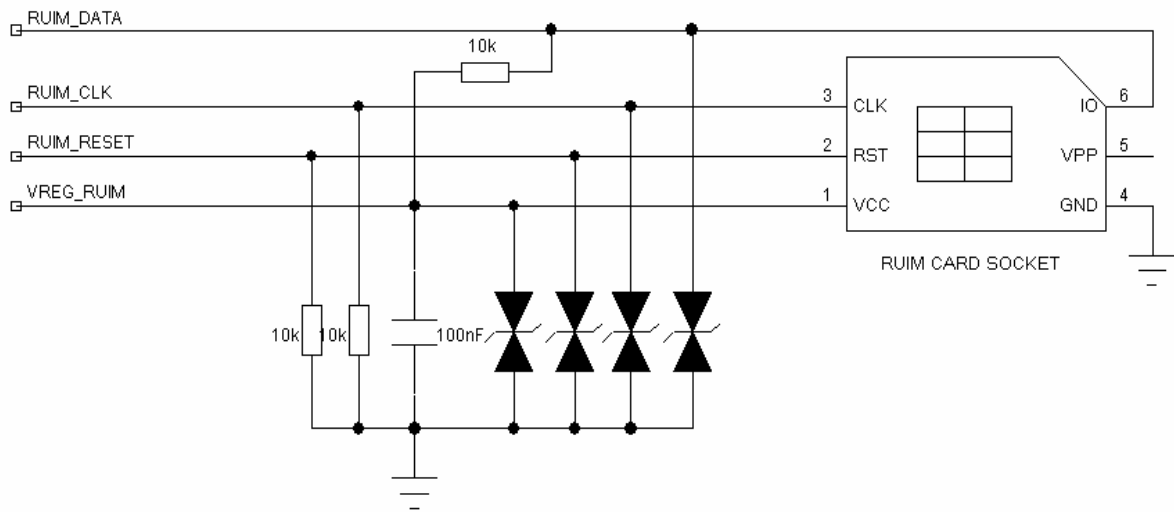 RUIM_DATA
10k
RUIM_CLK
3 CLK IO 6
RUIM_RESET
2 RST VPP 5
VREG_RUIM
1 VCC GND 4
RUIM CARD SOCKET
10k 10k 100nF